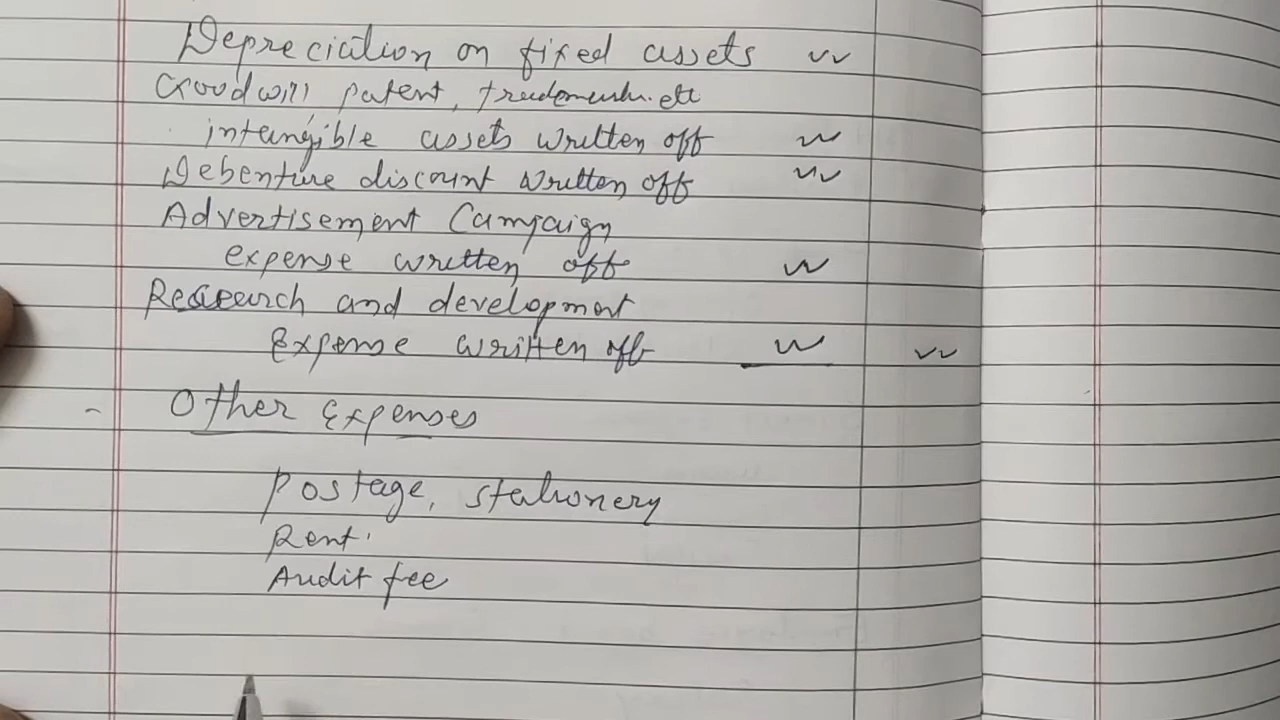 Depreciation on fixed assets
Goodwill patent, trademark. etc
intangible assets written off
Debenture discount written off
Advertisement Campaign
expense written off
Research and development
Expense written off
Other Expenses
Postage, stationery
Rent
Audit fee